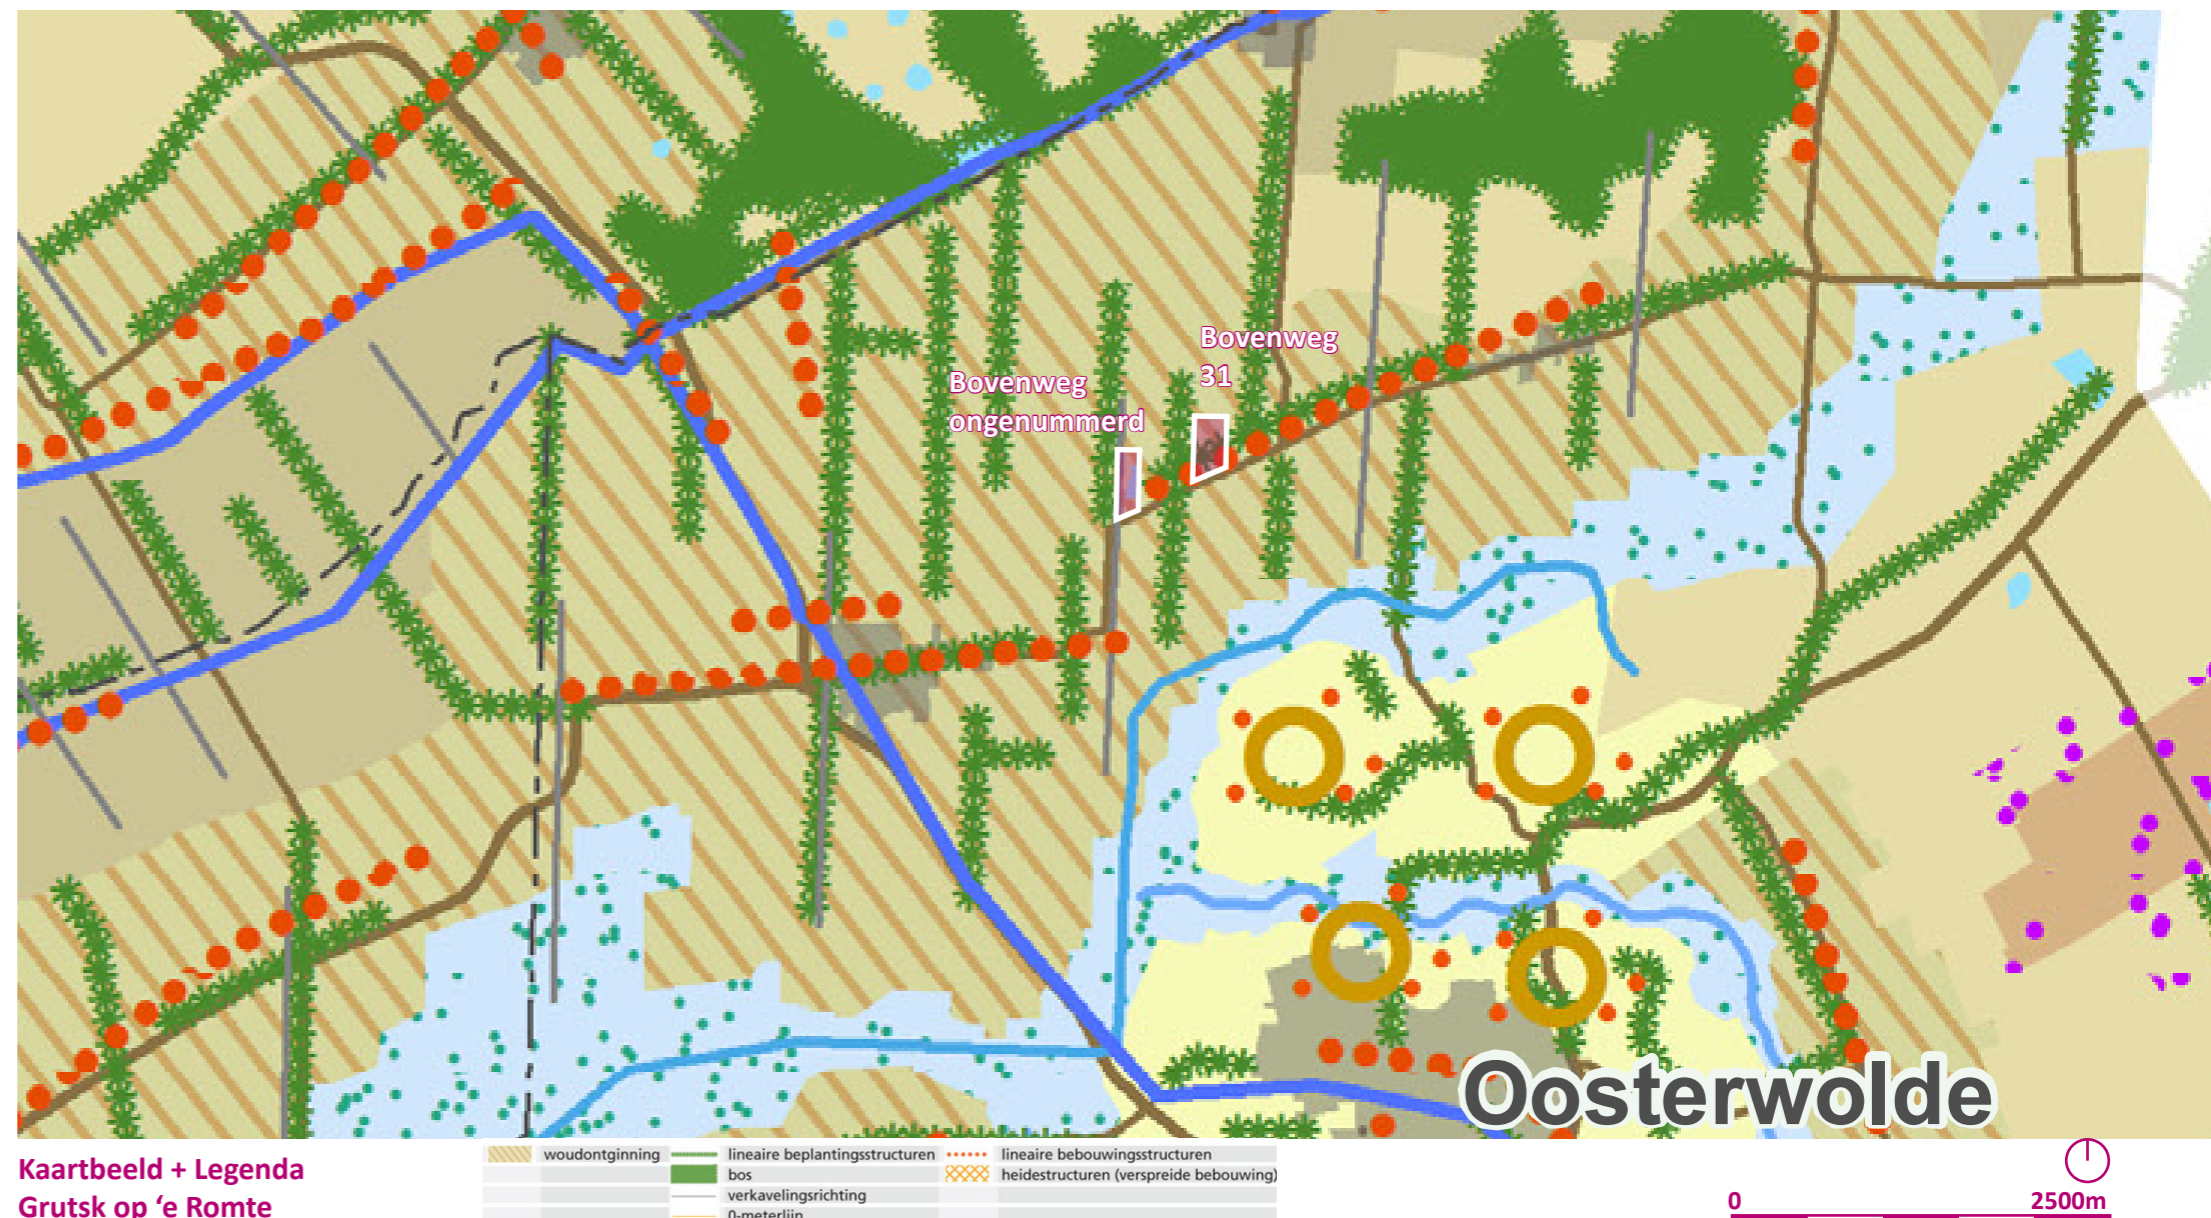 Bovenweg
31
Bovenweg
ongenummerd
Oosterwolde
Kaartbeeld + Legenda
Grutsk op ‘e Romte
woudontginning
lineaire beplantingsstructuren
lineaire bebouwingsstructuren
bos
heidestructuren (verspreide bebouwing)
verkavelingsrichting
0-meterlijn
0
2500m